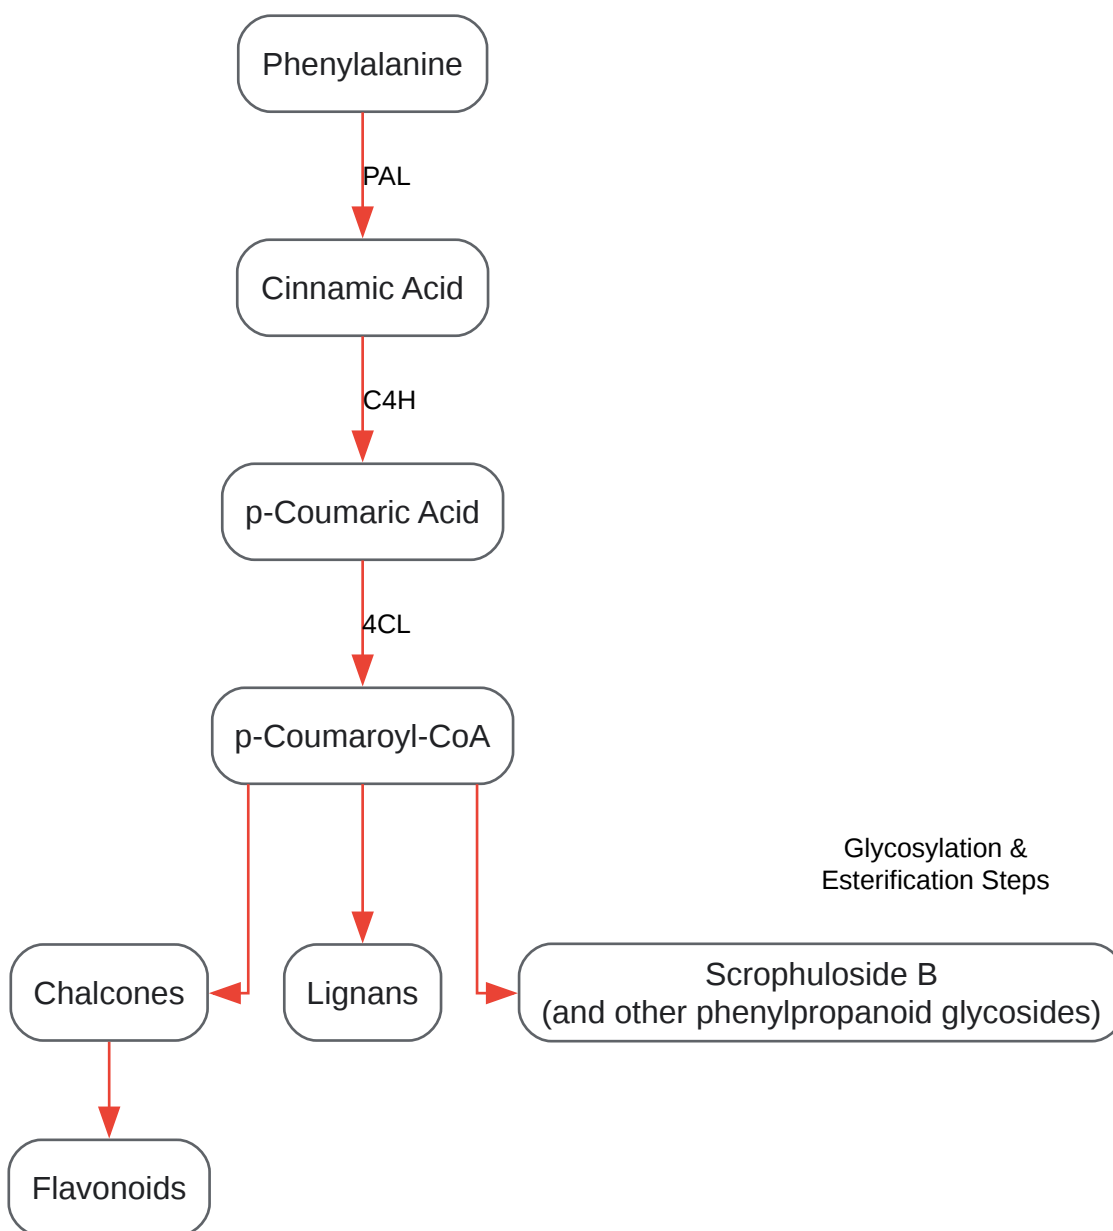 Phenylalanine
PAL
Cinnamic Acid
C4H
p-Coumaric Acid
4CL
p-Coumaroyl-CoA
Glycosylation &
Esterification Steps
Chalcones
Lignans
Scrophuloside B
(and other phenylpropanoid glycosides)
Flavonoids